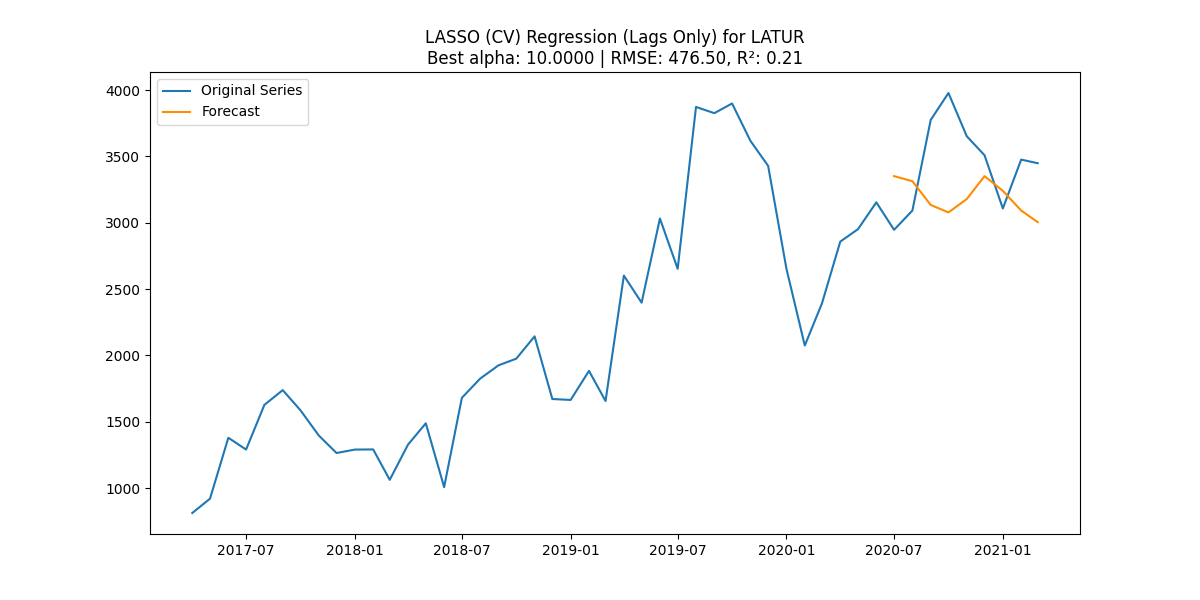 LASSO (CV) Regression (Lags Only) for LATUR
Best alpha: 10.0000 | RMSE: 476.50, R²: 0.21
Original Series
Forecast
4000
3500
3000
2500
2000
1500
1000
2017-07 2018-01 2018-07 2019-01 2019-07 2020-01 2020-07 2021-01